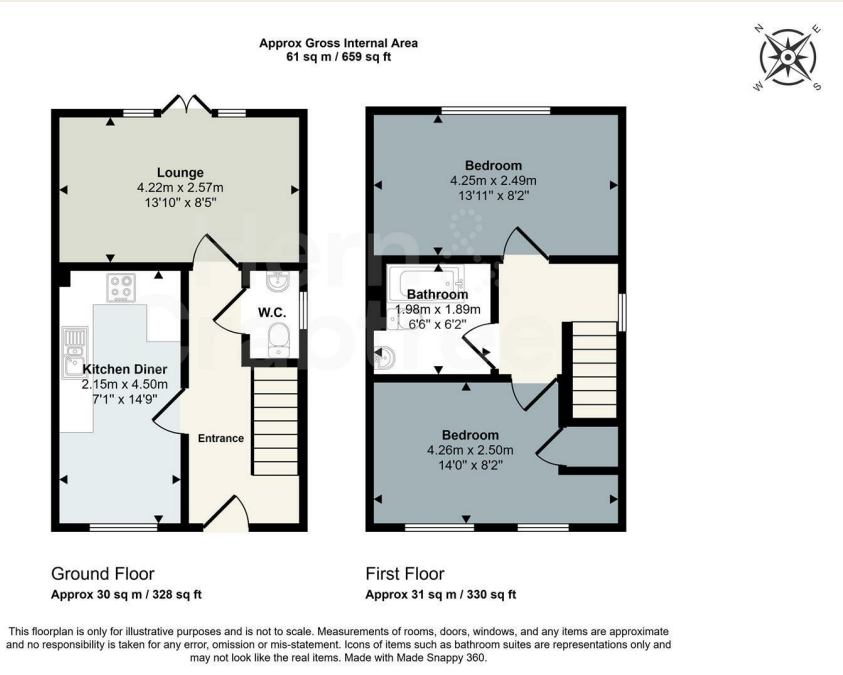 Approx Gross Internal Area
61 sq m / 659 sq ft
N
E
W
S
Lounge
4.22m x 2.57m
13'10" x 8'5"
W.C.
Kitchen Diner
2.15m x 4.50m
7'1" x 14'9"
Entrance
Bedroom
4.25m x 2.49m
13'11" x 8'2"
Bathroom
1.98m x 1.89m
6'6" x 6'2"
Bedroom
4.26m x 2.50m
14'0" x 8'2"
Hern
Crabtree
Ground Floor
Approx 30 sq m / 328 sq ft
First Floor
Approx 31 sq m / 330 sq ft
This floorplan is only for illustrative purposes and is not to scale. Measurements of rooms, doors, windows, and any items are approximate
and no responsibility is taken for any error, omission or mis-statement. Icons of items such as bathroom suites are representations only and
may not look like the real items. Made with Made Snappy 360.